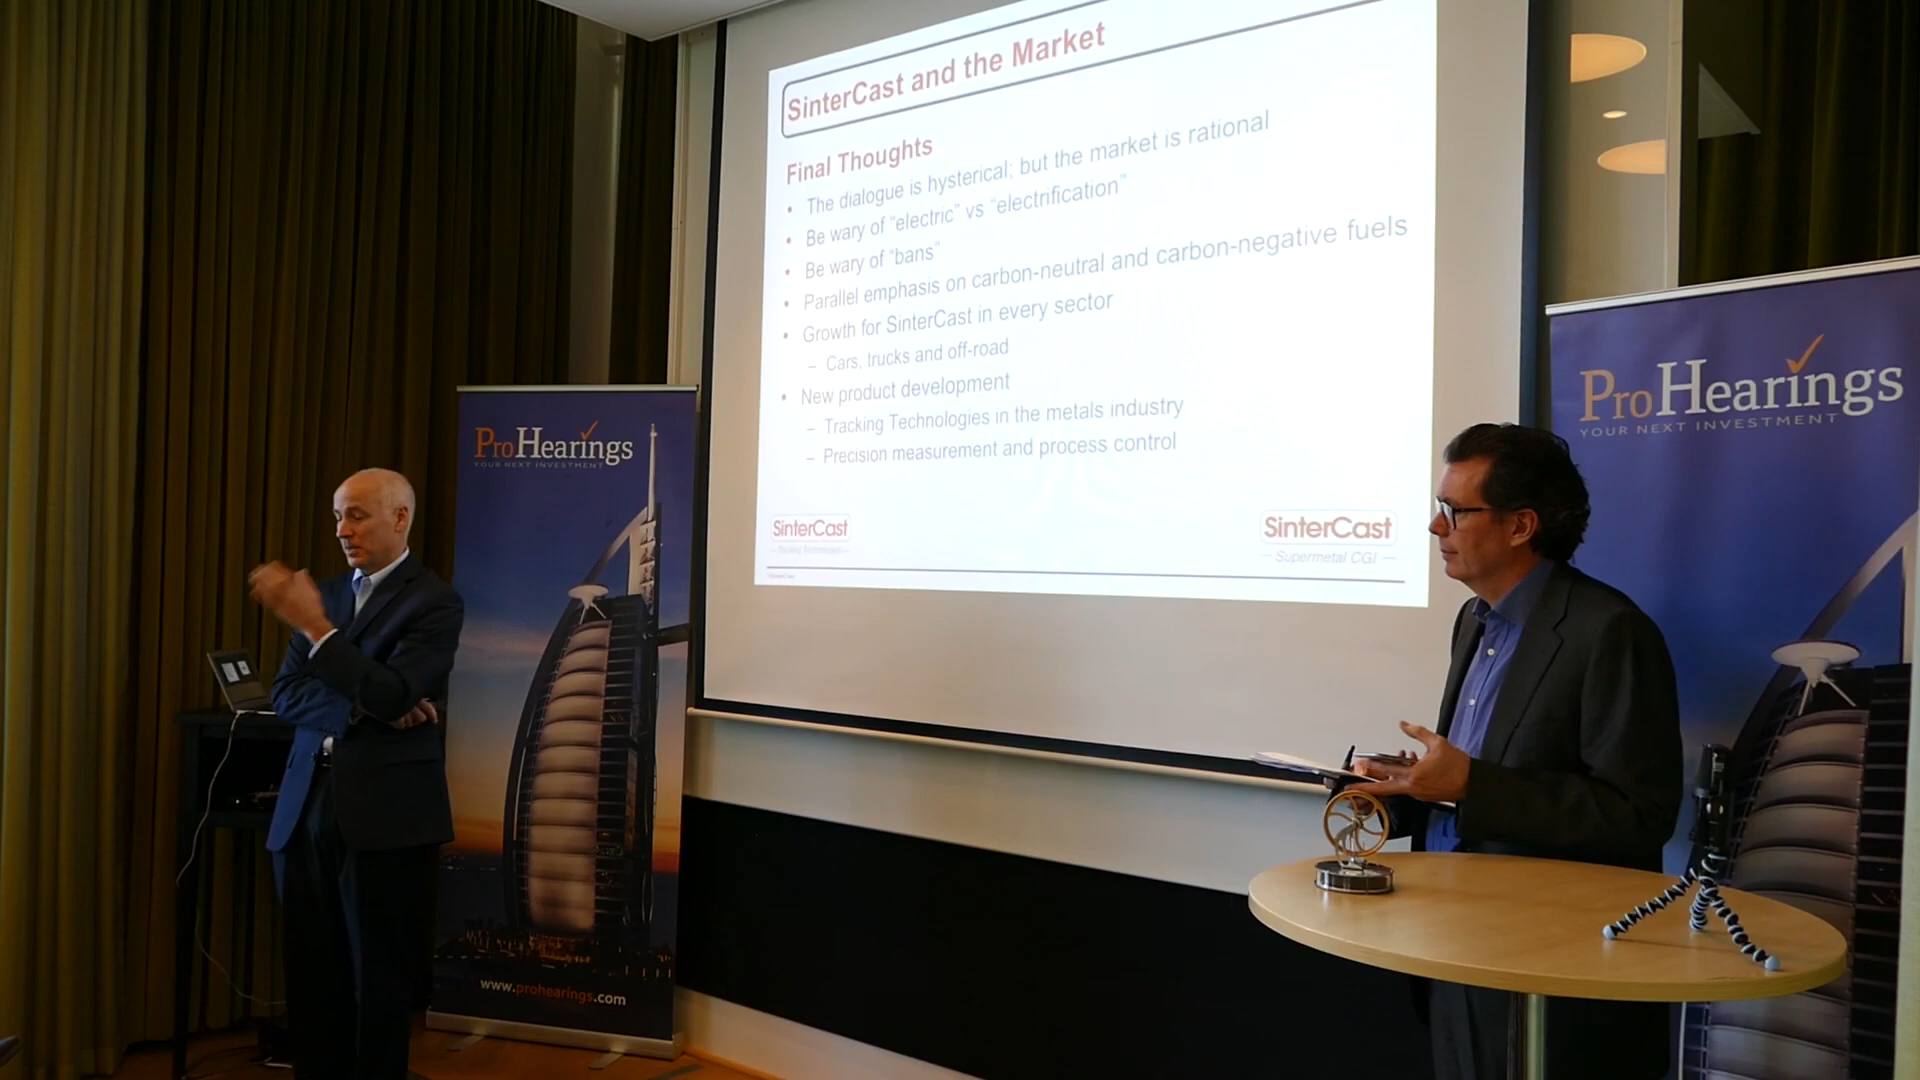 SinterCast and the Market
Final Thoughts
• The dialogue is hysterical; but the market is rational
• Be wary of “electric” vs “electrification”
• Be wary of “bans”
• Parallel emphasis on carbon-neutral and carbon-negative fuels
• Growth for SinterCast in every sector
– Cars, trucks and off-road
• New product development
– Tracking Technologies in the metals industry
– Precision measurement and process control
SinterCast
— Tracking Technologies —
SinterCast
— Supermetal CGI —
ProHearings
YOUR NEXT INVESTMENT
www.prohearings.com
ProHearings
YOUR NEXT INVESTMENT